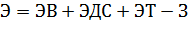 Э = ЭВ + ЭДС + ЭТ − З